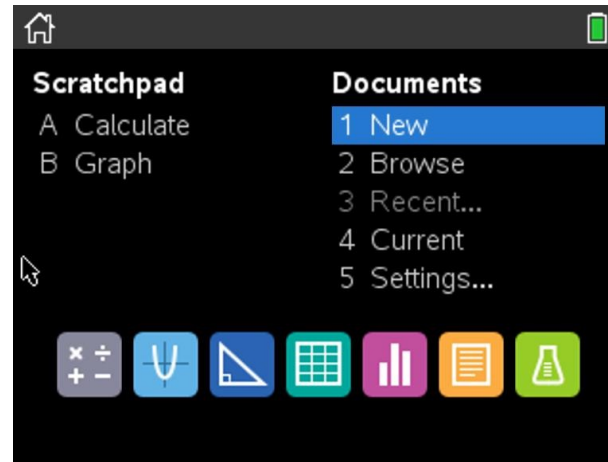 Scratchpad
A Calculate
B Graph
Documents
1 New
2 Browse
3 Recent...
4 Current
5 Settings...